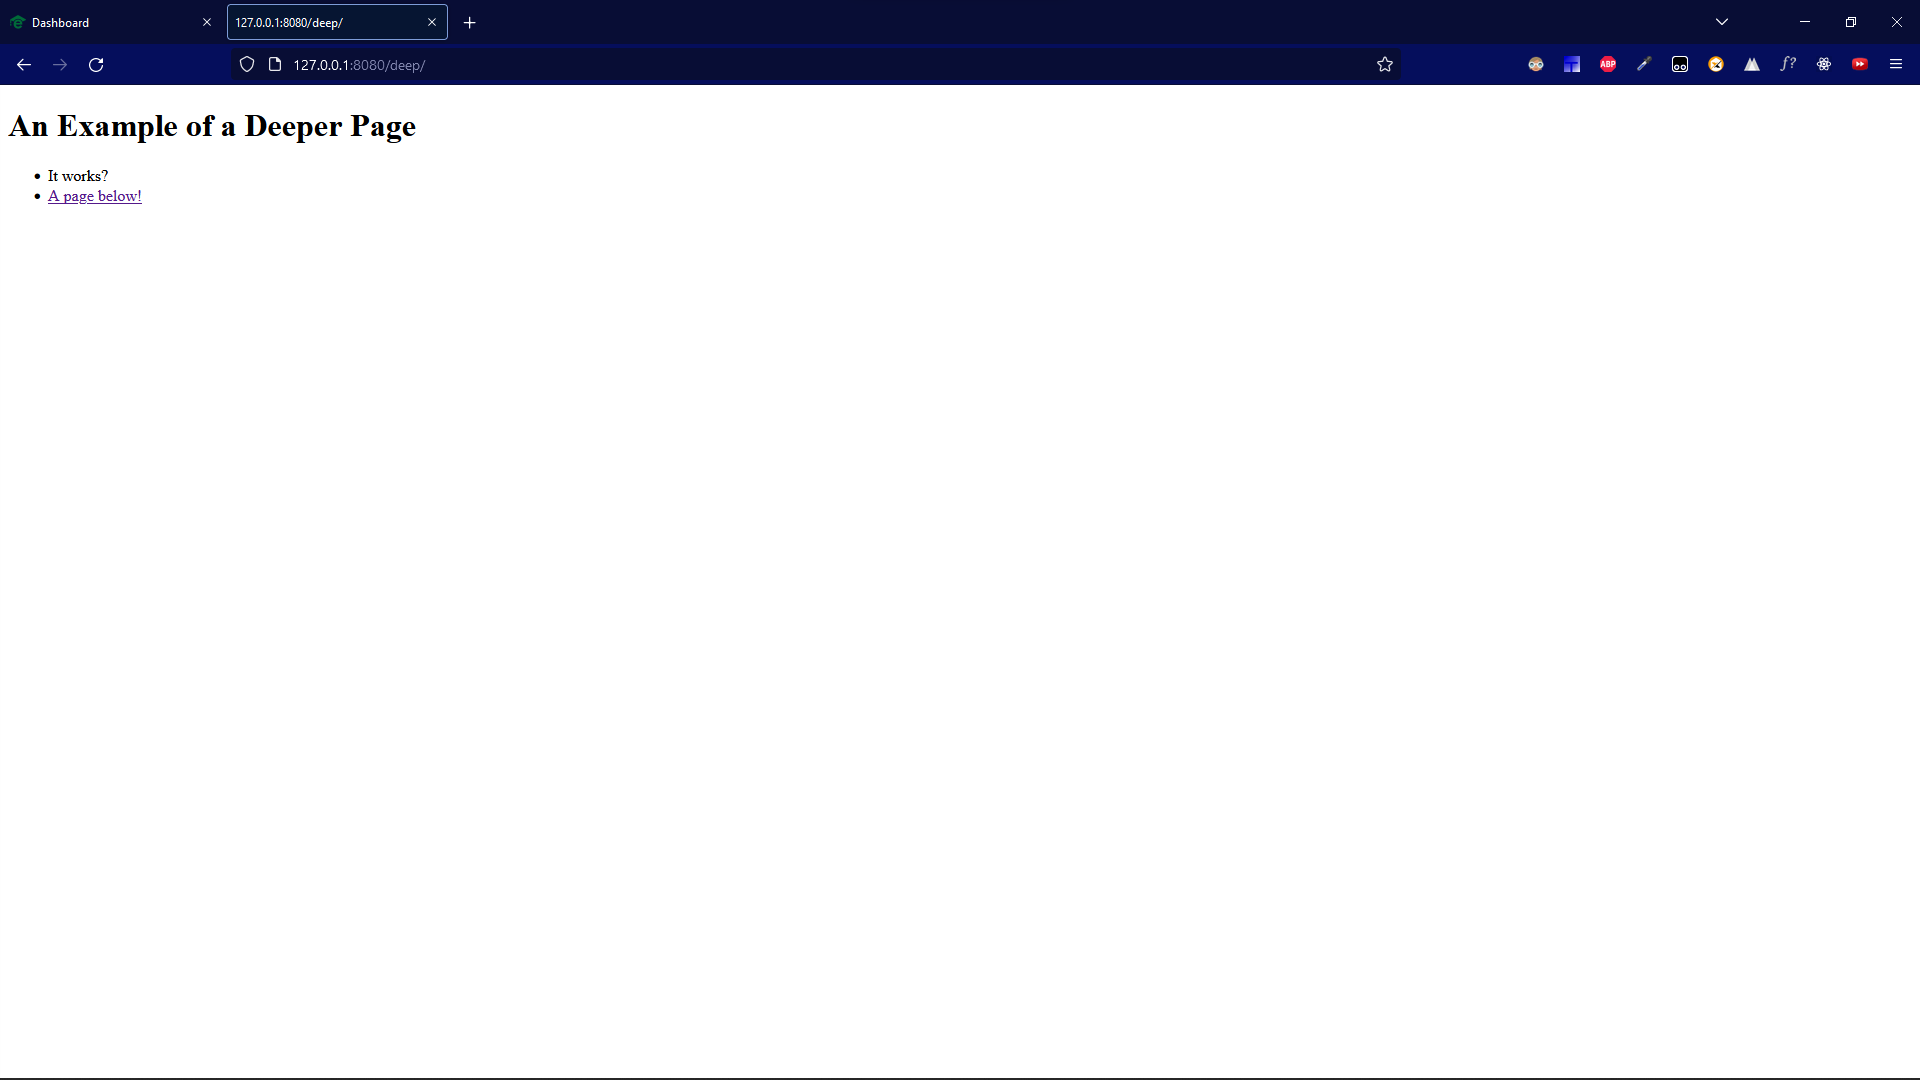 Dashboard
127.0.0.1:8080/deep/
127.0.0.1:8080/deep/
ABP
f?
An Example of a Deeper Page
It works?
A page below!